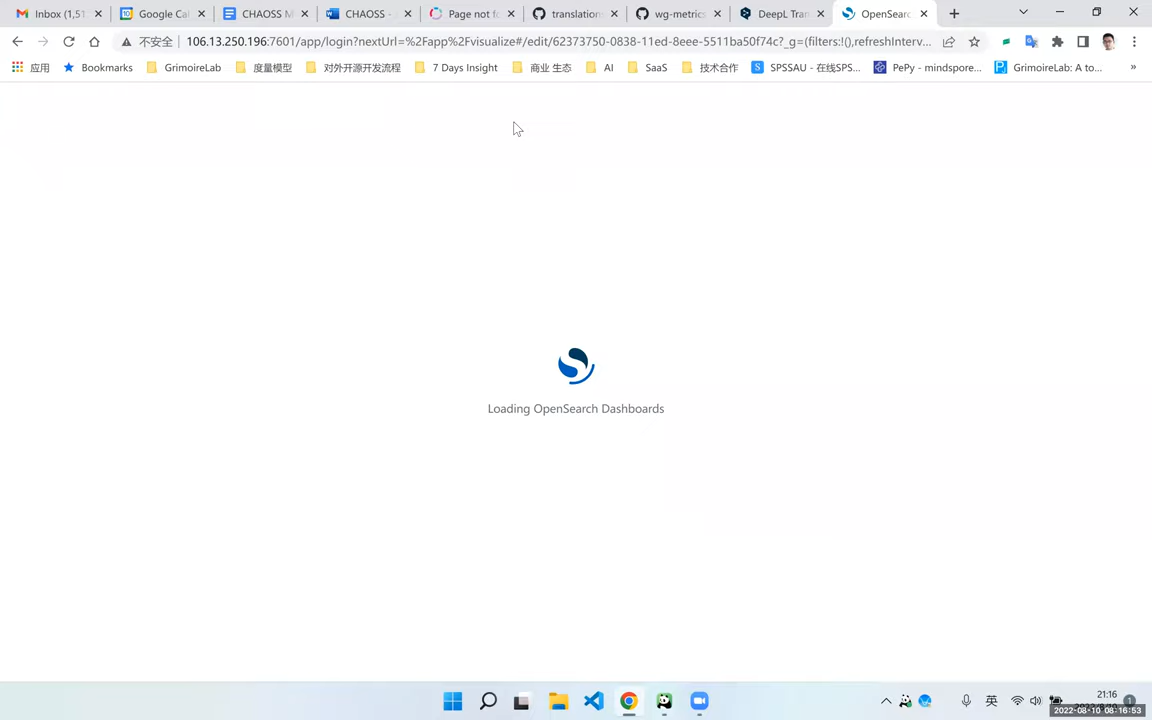 Inbox (1,51
Google Cal
CHAOSS M
CHAOSS -
Page not fo
translation
wg-metrics
DeepL Tran
OpenSearc
不安全
106.13.250.196:7601/app/login?nextUrl=%2Fapp%2Fvisualize#/edit/62373750-0838-11ed-8eee-5511ba50f74c?_g=(filters:!(),refreshInterv...
应用
Bookmarks
GrimoireLab
度量模型
对外开源开发流程
7 Days Insight
商业 生态
AI
SaaS
技术合作
SPSSAU - 在线SPS...
PePy - mindspore...
GrimoireLab: A to...
»
Loading OpenSearch Dashboards
英
21:16
2022-08-10 08:16:53